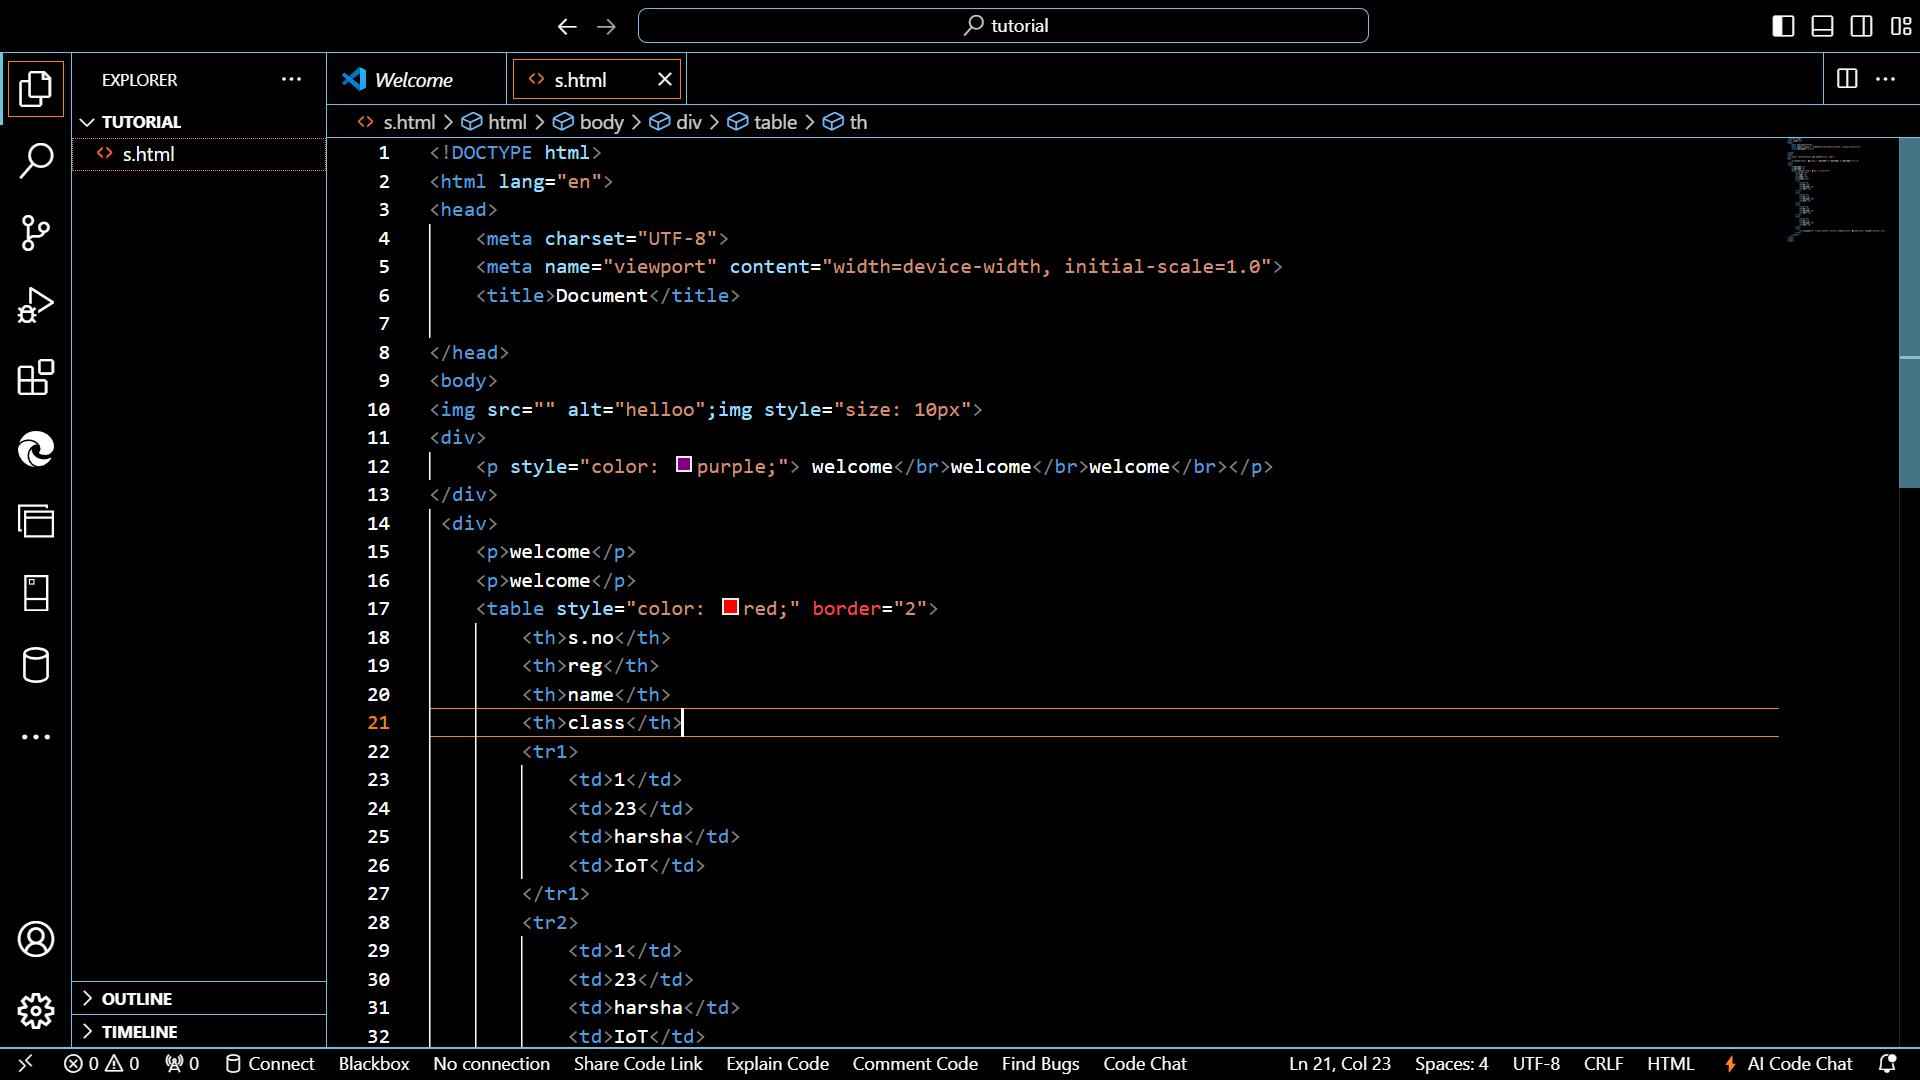 tutorial
EXPLORER
TUTORIAL
s.html
OUTLINE
TIMELINE
Welcome
s.html
s.html > html > body > div > table > th
1 <!DOCTYPE html>
2 <html lang="en">
3 <head>
4 <meta charset="UTF-8">
5 <meta name="viewport" content="width=device-width, initial-scale=1.0">
6 <title>Document</title>
7
8 </head>
9 <body>
10 <img src="" alt="helloo";img style="size: 10px">
11 <div>
12 <p style="color: purple;"> welcome</br>welcome</br>welcome</br></p>
13 </div>
14 <div>
15 <p>welcome</p>
16 <p>welcome</p>
17 <table style="color: red;" border="2">
18 <th>s.no</th>
19 <th>reg</th>
20 <th>name</th>
21 <th>class</th>
22 <tr1>
23 <td>1</td>
24 <td>23</td>
25 <td>harsha</td>
26 <td>IoT</td>
27 </tr1>
28 <tr2>
29 <td>1</td>
30 <td>23</td>
31 <td>harsha</td>
32 <td>IoT</td>
0 0 0 Connect Blackbox No connection Share Code Link Explain Code Comment Code Find Bugs Code Chat Ln 21, Col 23 Spaces: 4 UTF-8 CRLF HTML AI Code Chat